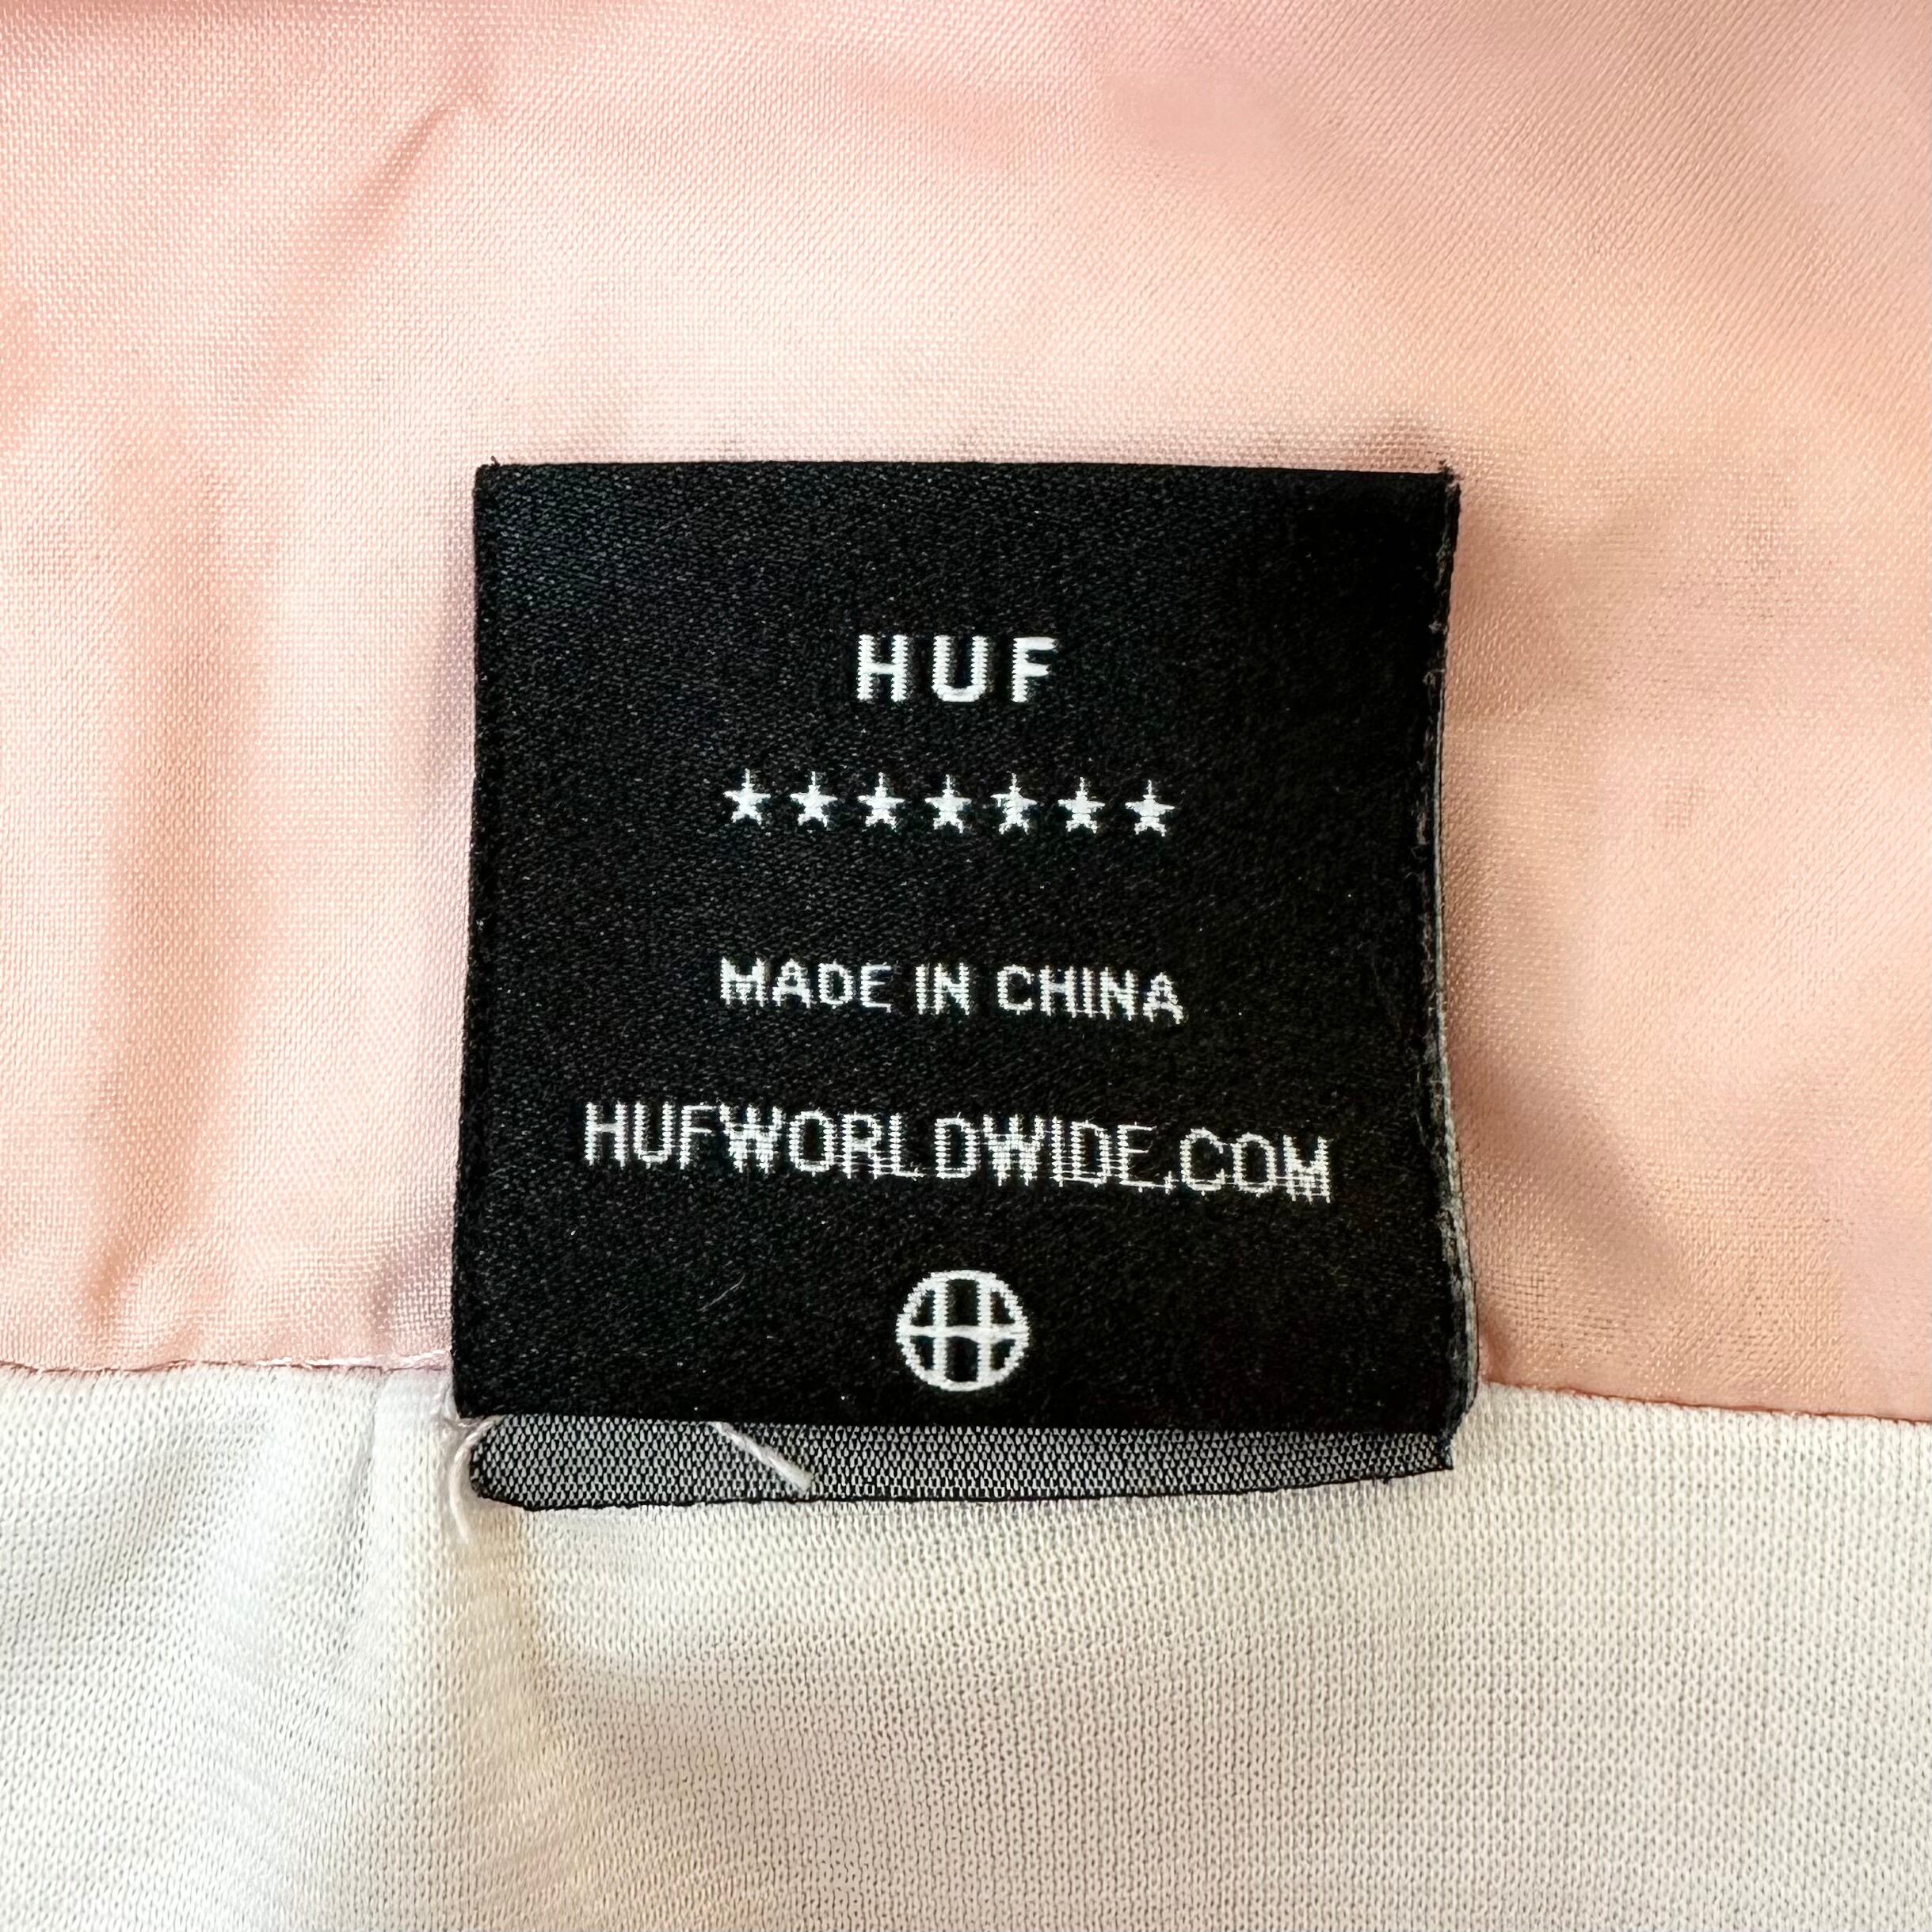 HUF
★★★★★★★
MADE IN CHINA
HUFWORLDWIDE.COM
H